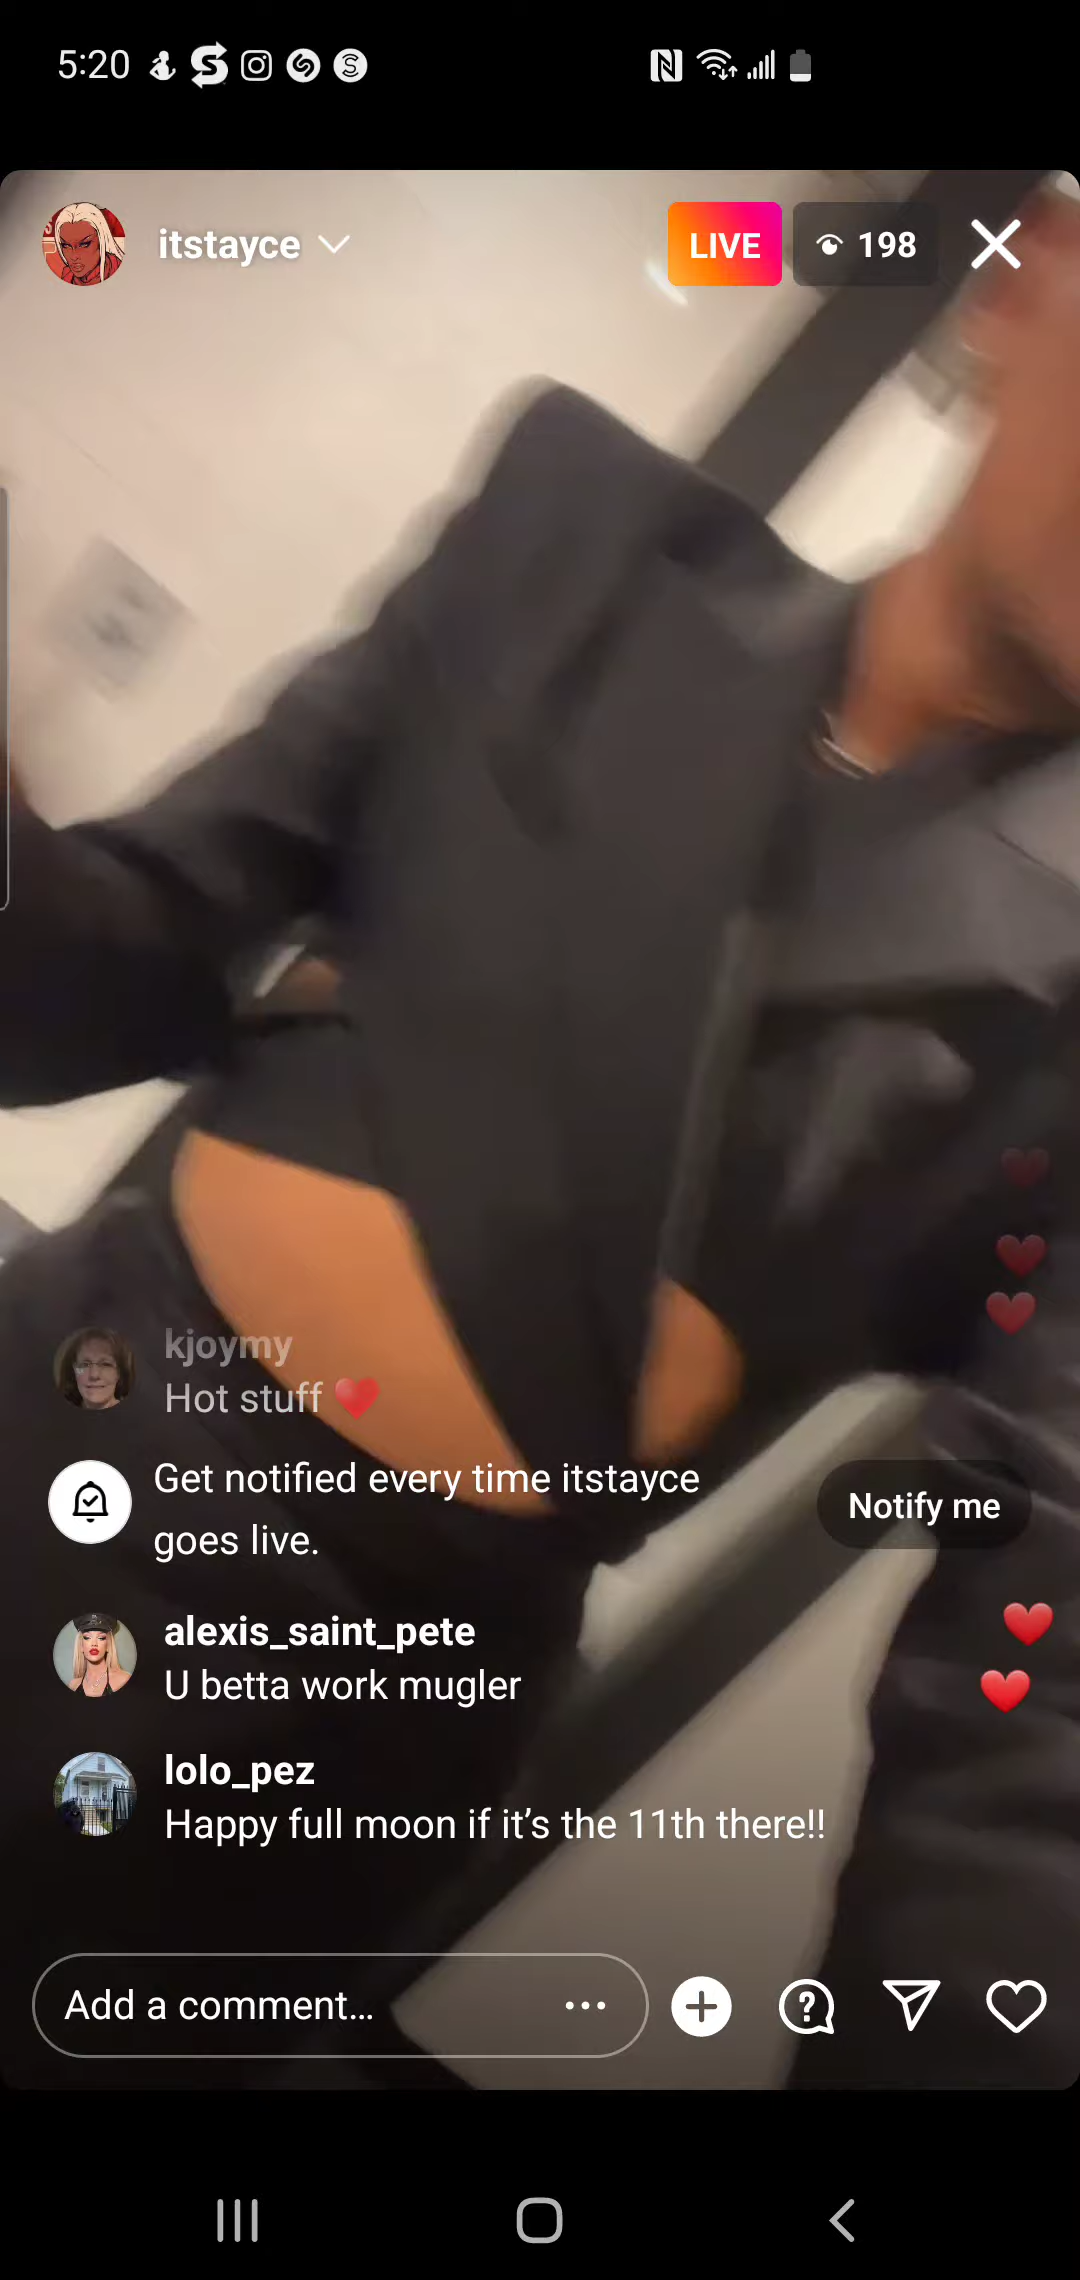 5:20
itstayce
LIVE
198
kjoymy
Hot stuff ❤️
Get notified every time itstayce
goes live.
Notify me
alexis_saint_pete
U betta work mugler
lolo_pez
Happy full moon if it’s the 11th there!!
Add a comment...